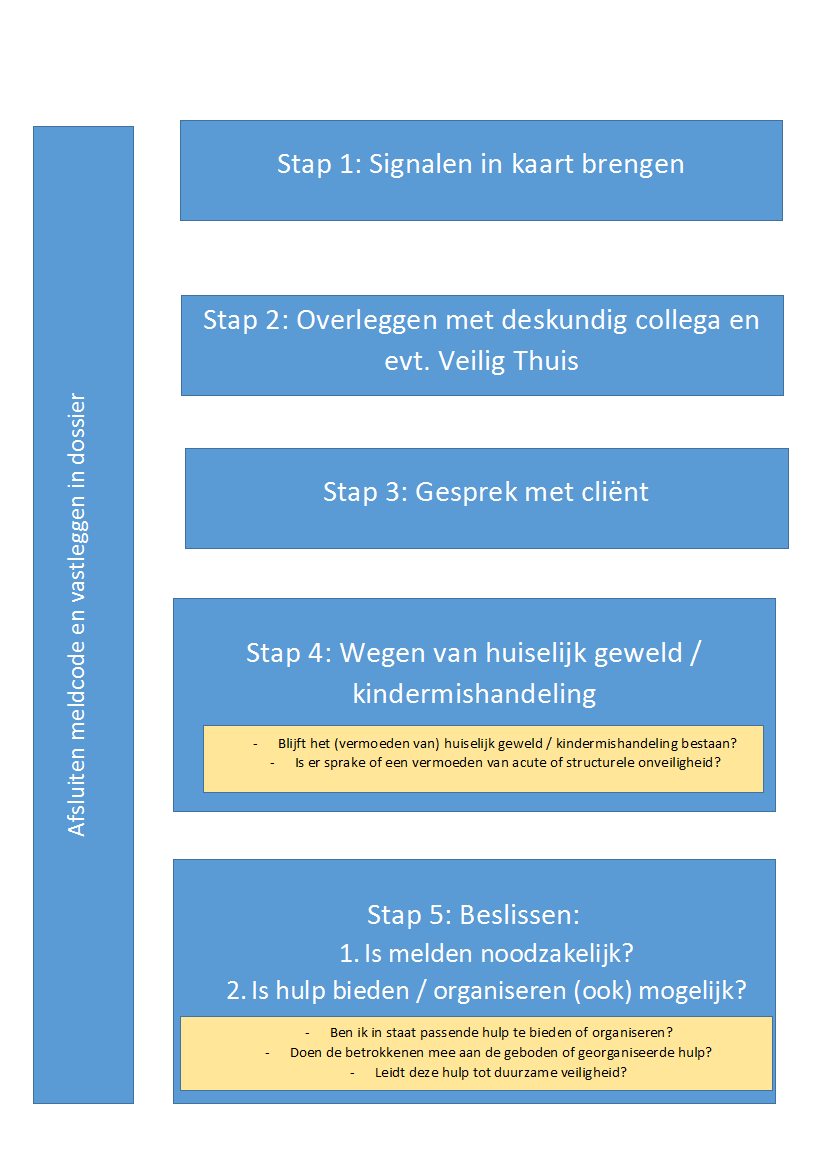 Afsluiten meldcode en vastleggen in dossier
Stap 1: Signalen in kaart brengen
Stap 2: Overleggen met deskundig collega en
evt. Veilig Thuis
Stap 3: Gesprek met cliënt
Stap 4: Wegen van huiselijk geweld /
kindermishandeling
- Blijft het (vermoeden van) huiselijk geweld / kindermishandeling bestaan?
- Is er sprake of een vermoeden van acute of structurele onveiligheid?
Stap 5: Beslissen:
1. Is melden noodzakelijk?
2. Is hulp bieden / organiseren (ook) mogelijk?
- Ben ik in staat passende hulp te bieden of organiseren?
- Doen de betrokkenen mee aan de geboden of georganiseerde hulp?
- Leidt deze hulp tot duurzame veiligheid?